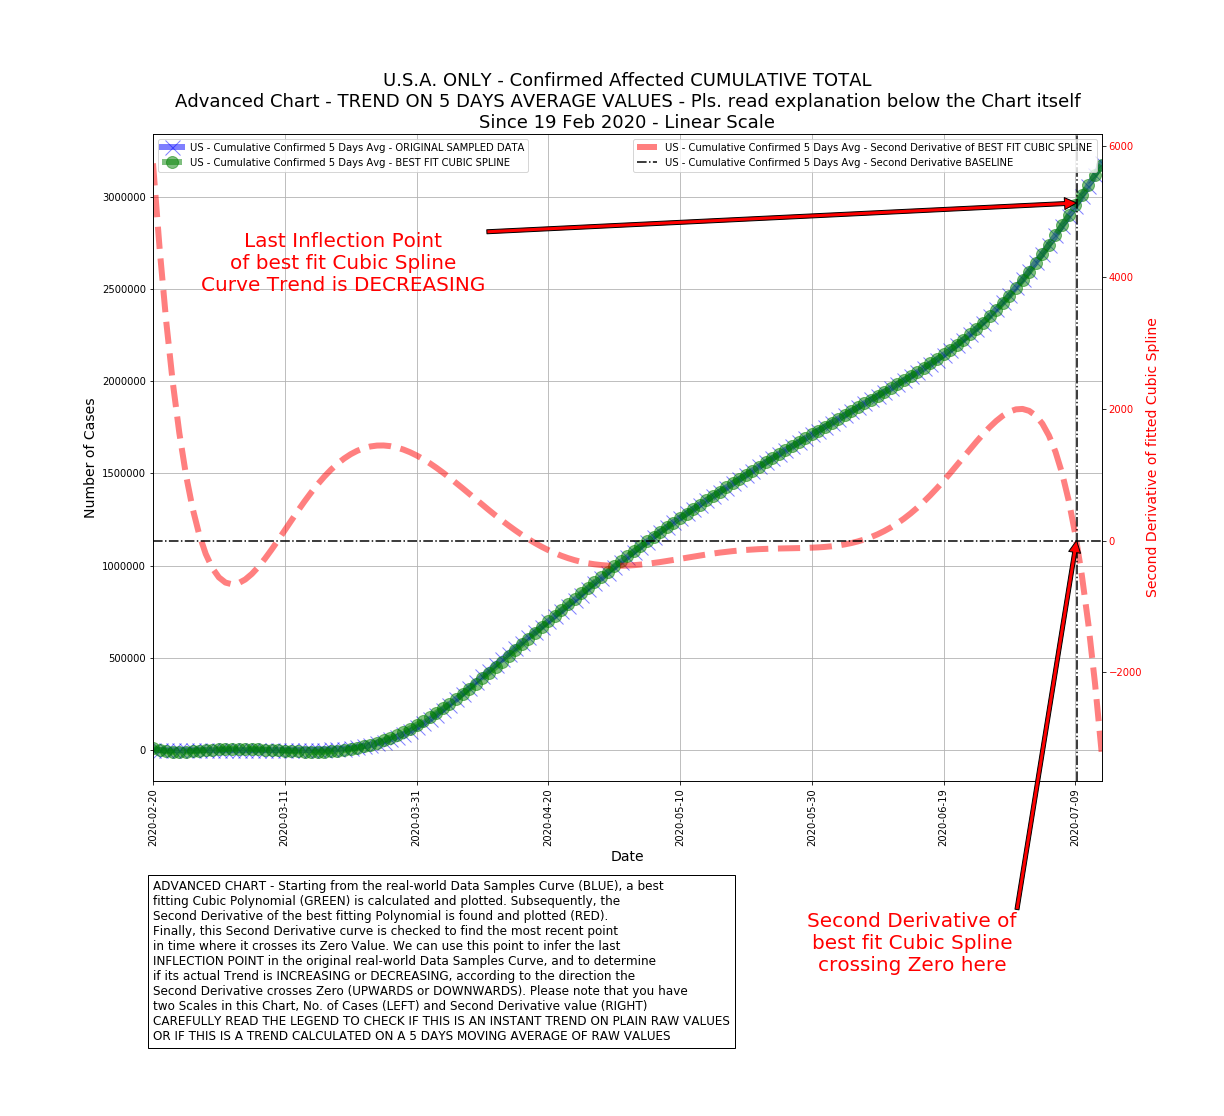 U.S.A. ONLY - Confirmed Affected CUMULATIVE TOTAL
Advanced Chart - TREND ON 5 DAYS AVERAGE VALUES - Pls. read explanation below the Chart itself
Since 19 Feb 2020 - Linear Scale
US - Cumulative Confirmed 5 Days Avg - ORIGINAL SAMPLED DATA
US - Cumulative Confirmed 5 Days Avg - BEST FIT CUBIC SPLINE
US - Cumulative Confirmed 5 Days Avg - Second Derivative of BEST FIT CUBIC SPLINE
US - Cumulative Confirmed 5 Days Avg - Second Derivative BASELINE
Last Inflection Point
of best fit Cubic Spline
Curve Trend is DECREASING
Number of Cases
3000000
2500000
2000000
1500000
1000000
500000
0
6000
4000
2000
0
−2000
Second Derivative of fitted Cubic Spline
2020-02-20
2020-03-11
2020-03-31
2020-04-20
2020-05-10
2020-05-30
2020-06-19
2020-07-09
Date
ADVANCED CHART - Starting from the real-world Data Samples Curve (BLUE), a best
fitting Cubic Polynomial (GREEN) is calculated and plotted. Subsequently, the
Second Derivative of the best fitting Polynomial is found and plotted (RED).
Finally, this Second Derivative curve is checked to find the most recent point
in time where it crosses its Zero Value. We can use this point to infer the last
INFLECTION POINT in the original real-world Data Samples Curve, and to determine
if its actual Trend is INCREASING or DECREASING, according to the direction the
Second Derivative crosses Zero (UPWARDS or DOWNWARDS). Please note that you have
two Scales in this Chart, No. of Cases (LEFT) and Second Derivative value (RIGHT)
CAREFULLY READ THE LEGEND TO CHECK IF THIS IS AN INSTANT TREND ON PLAIN RAW VALUES
OR IF THIS IS A TREND CALCULATED ON A 5 DAYS MOVING AVERAGE OF RAW VALUES
Second Derivative of
best fit Cubic Spline
crossing Zero here